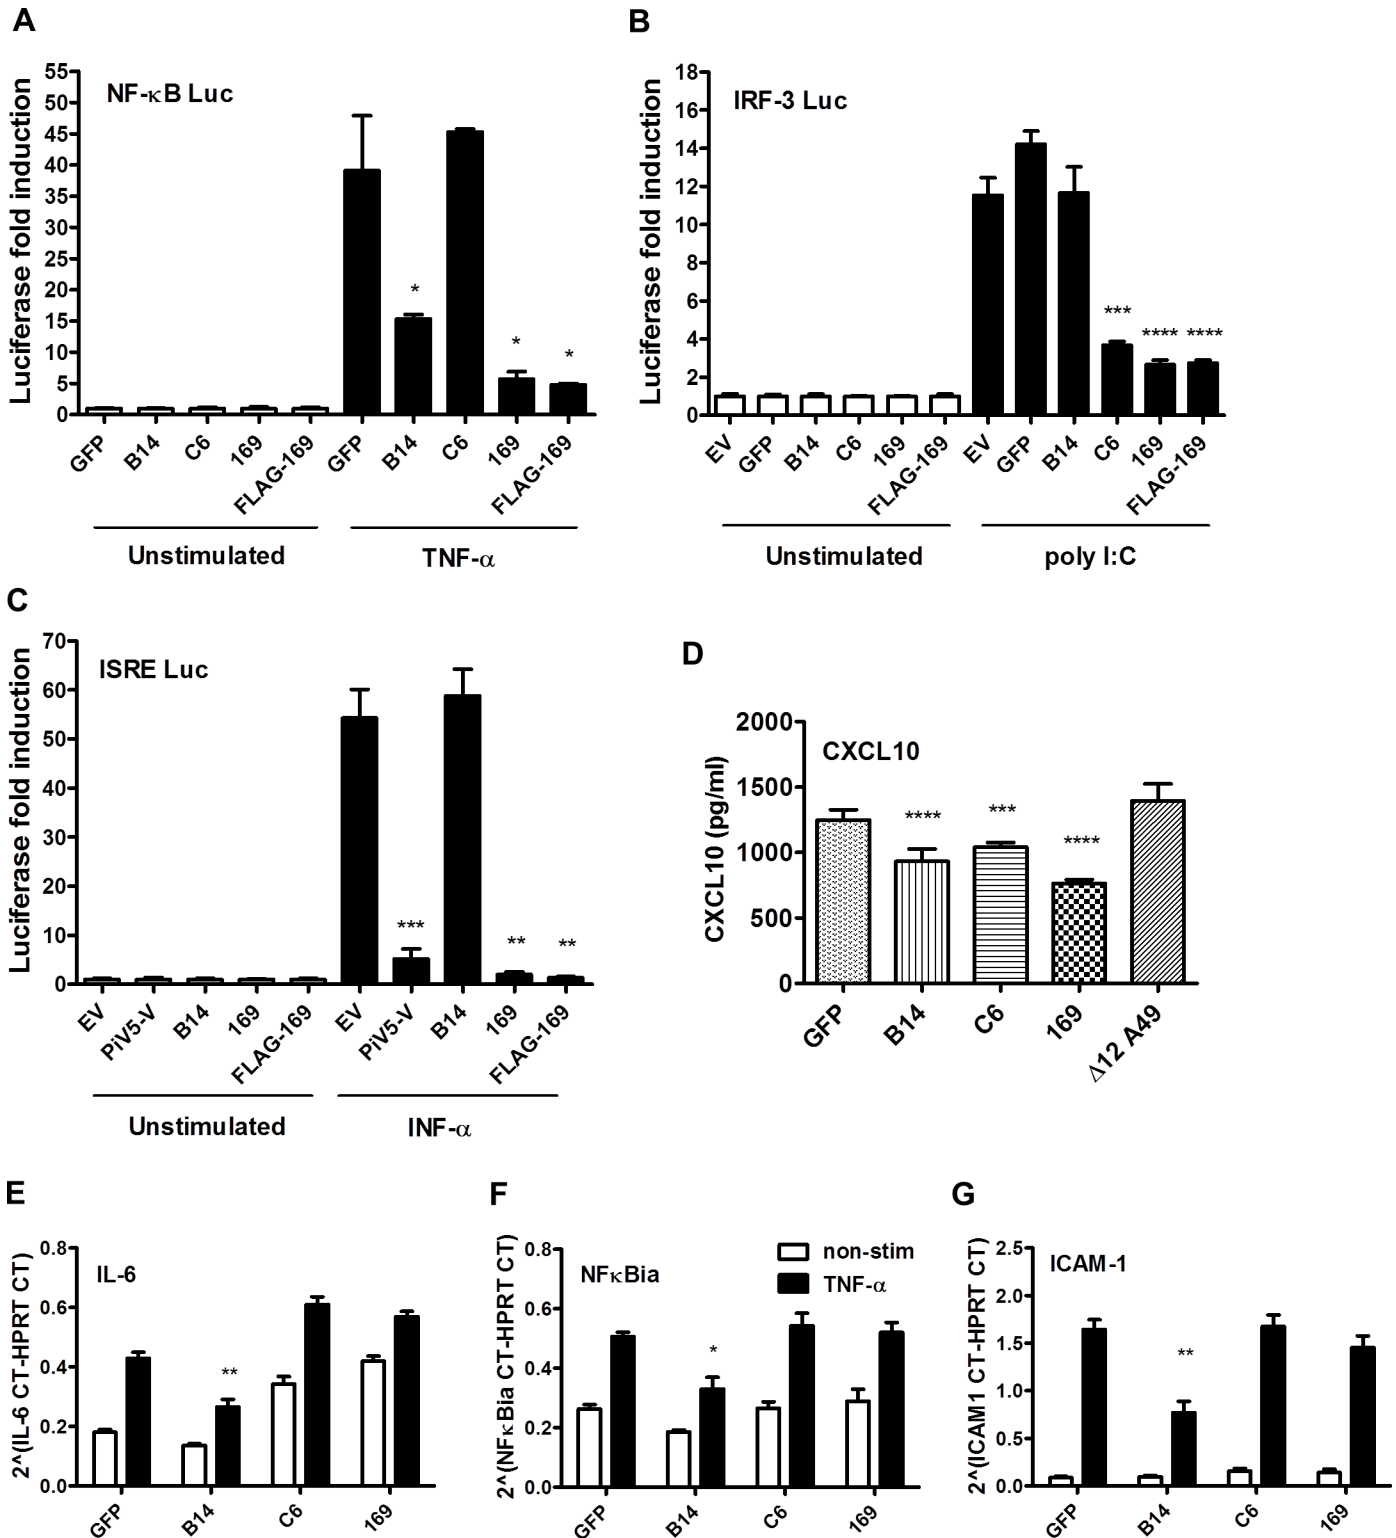 A
NF-κB Luc
Luciferase fold induction
55
50
45
40
35
30
25
20
15
10
5
0
*
*
*
GFP
B14
C6
169
FLAG-169
GFP
B14
C6
169
FLAG-169
Unstimulated
TNF-α
B
IRF-3 Luc
Luciferase fold induction
18
16
14
12
10
8
6
4
2
0
***
****
****
EV
GFP
B14
C6
169
FLAG-169
EV
GFP
B14
C6
169
FLAG-169
Unstimulated
poly I:C
C
ISRE Luc
Luciferase fold induction
70
60
50
40
30
20
10
0
***
**
**
EV
PiV5-V
B14
169
FLAG-169
EV
PiV5-V
B14
169
FLAG-169
Unstimulated
INF-α
D
CXCL10
CXCL10 (pg/ml)
2000
1500
1000
500
0
****
***
****
GFP
B14
C6
169
Δ12 A49
E
IL-6
2^(IL-6 CT-HPRT CT)
0.8
0.6
0.4
0.2
0.0
**
GFP
B14
C6
169
F
NFκBia
2^(NFκBia CT-HPRT CT)
0.8
0.6
0.4
0.2
0.0
*
non-stim
TNF-α
GFP
B14
C6
169
G
ICAM-1
2^(ICAM1 CT-HPRT CT)
2.5
2.0
1.5
1.0
0.5
0.0
**
GFP
B14
C6
169